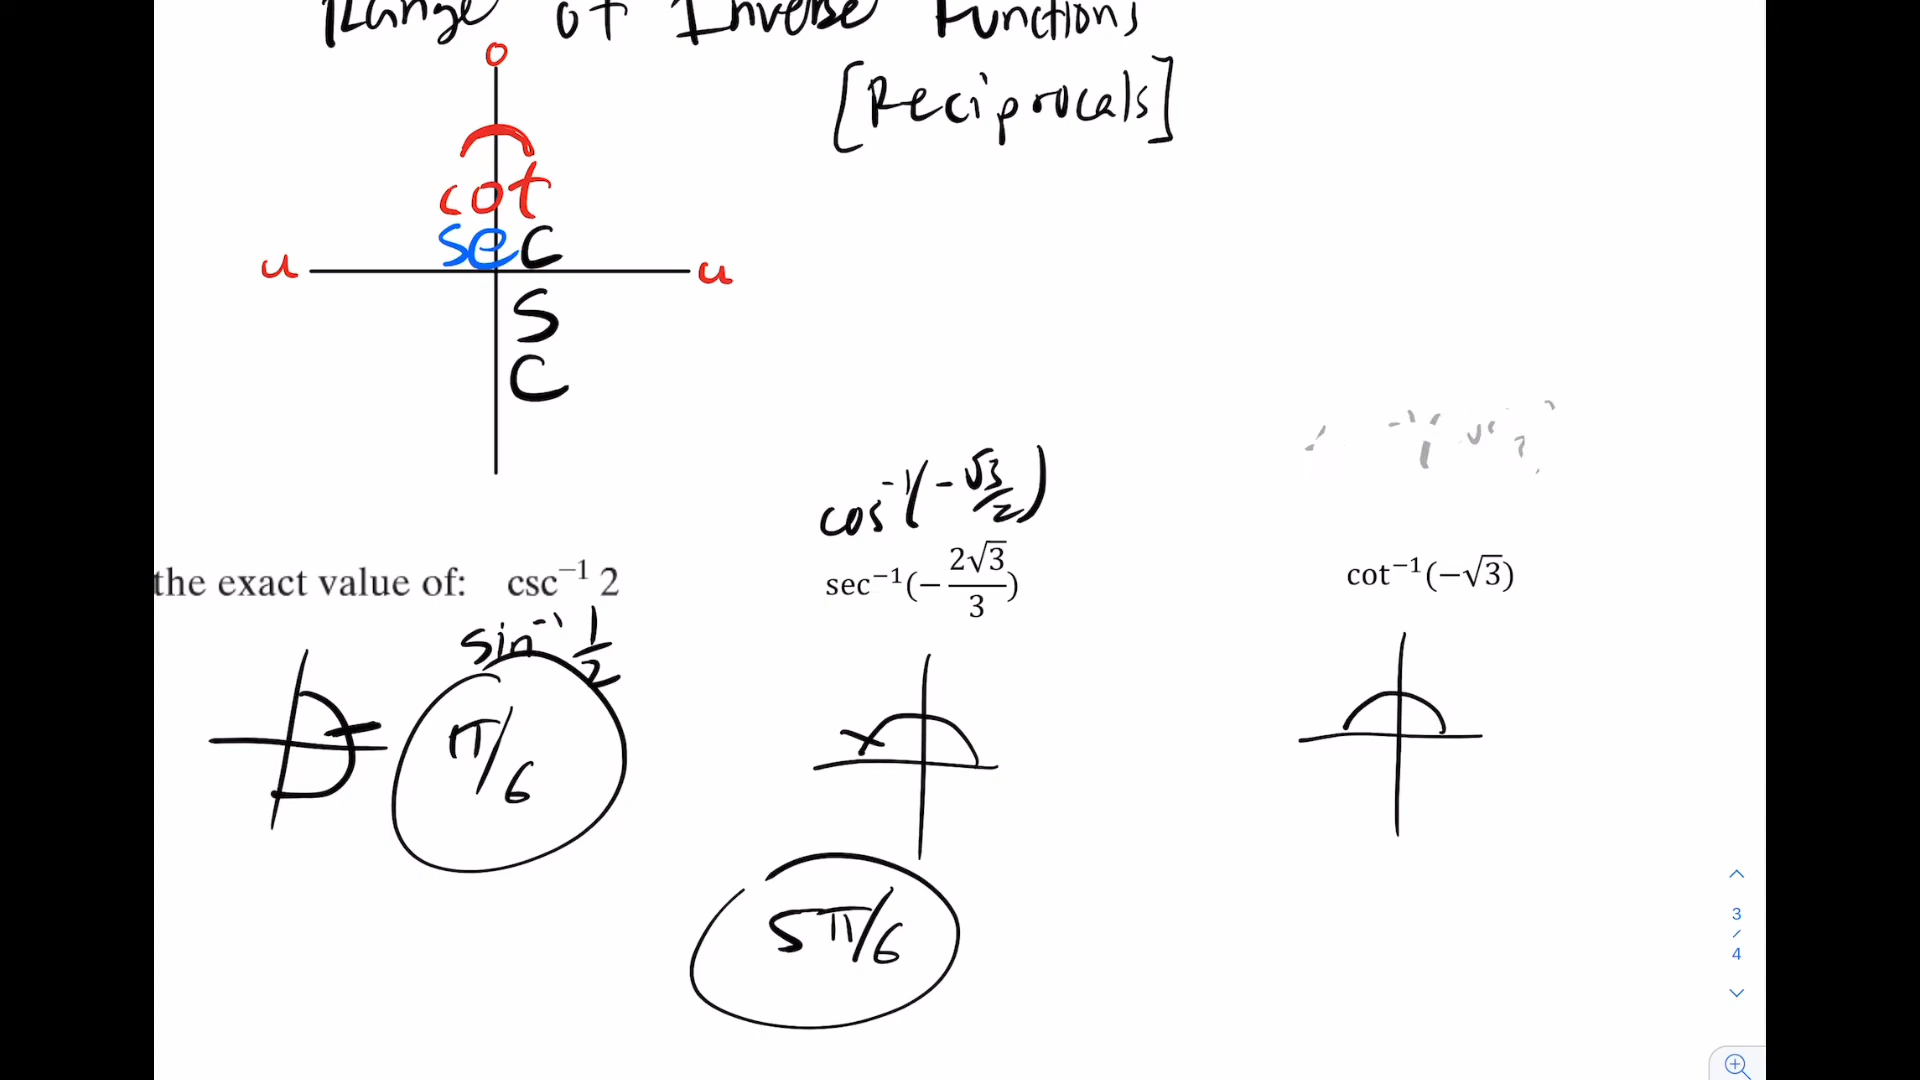 Range of Inverse Functions
[Reciprocals]
0
cot
sec
u u
S
C
cos⁻¹(-√3/2)
the exact value of: csc⁻¹ 2
sec⁻¹(−2√3/3)
cot⁻¹(−√3)
sin⁻¹ 1/2
π/6
5π/6
3
/
4